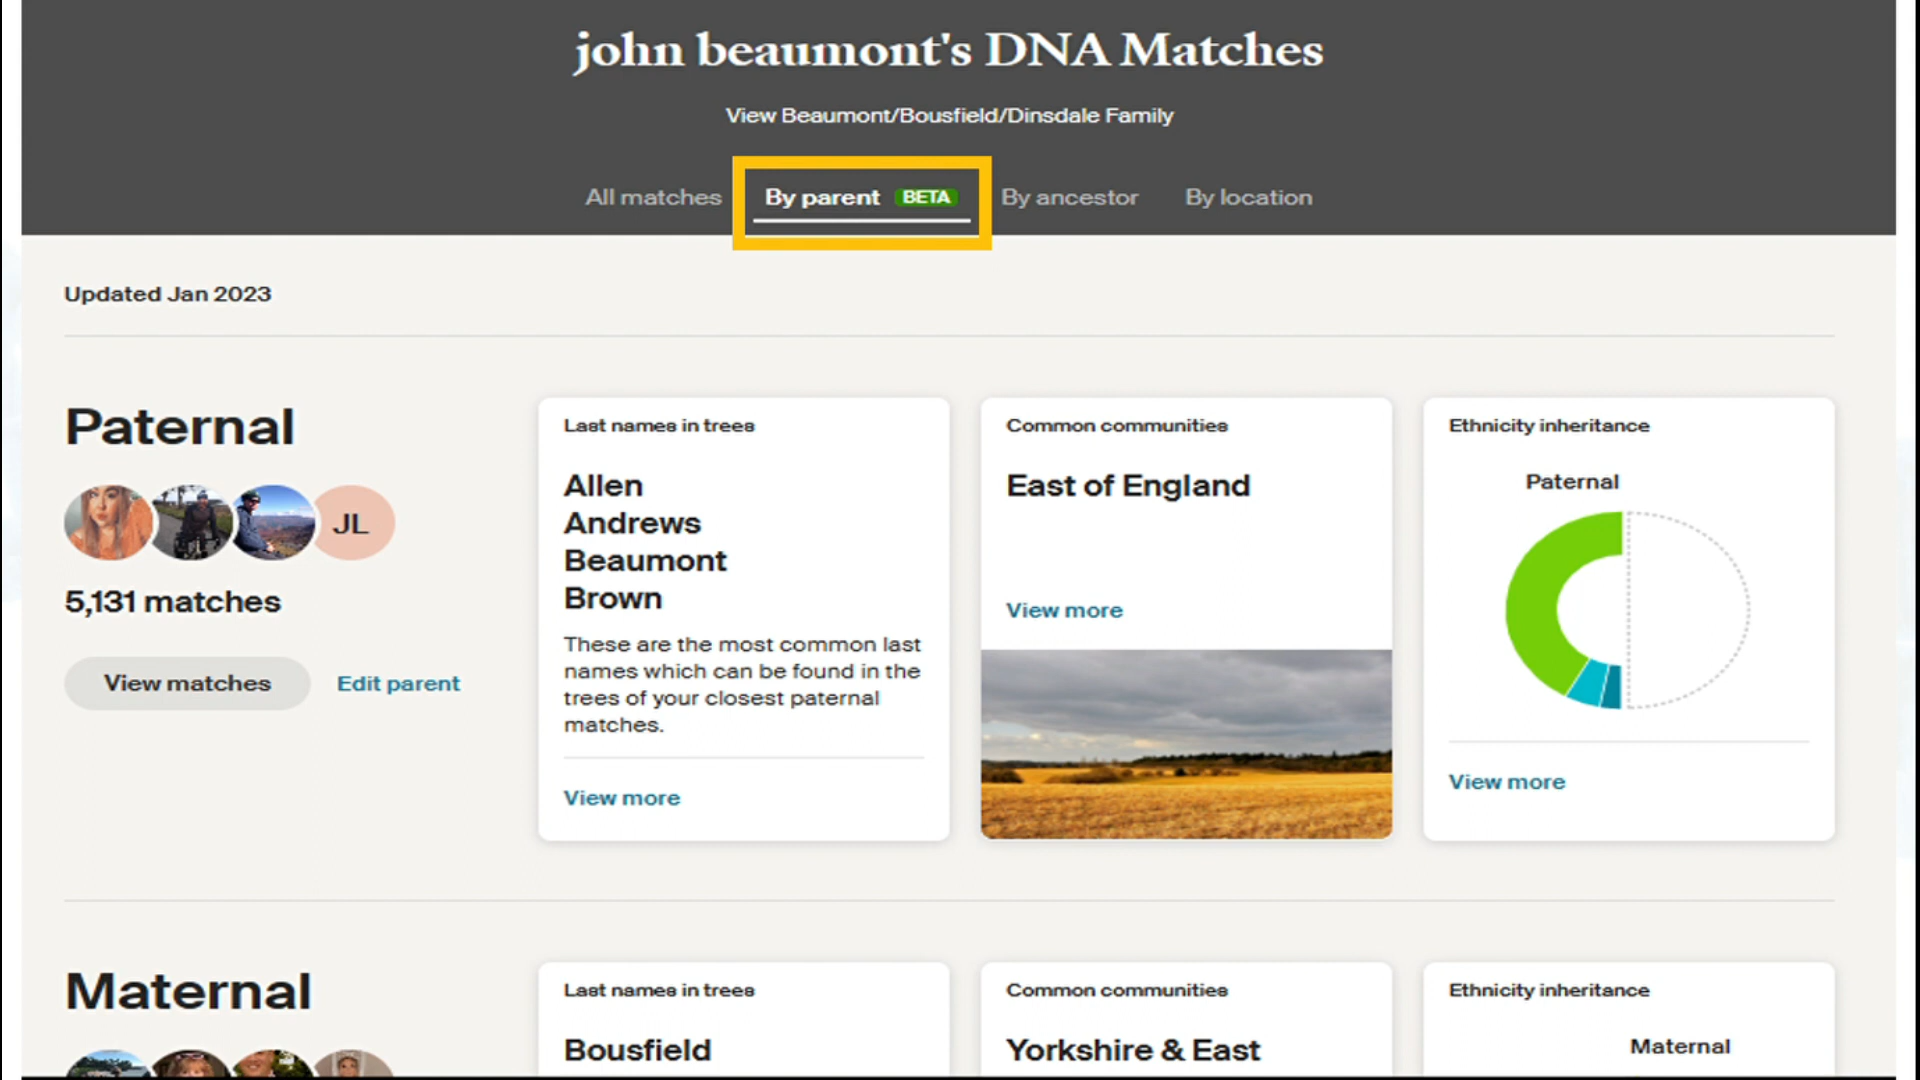 john beaumont's DNA Matches
View Beaumont/Bousfield/Dinsdale Family
All matches
By parent BETA
By ancestor
By location
Updated Jan 2023
Paternal
JL
5,131 matches
View matches
Edit parent
Last names in trees
Allen
Andrews
Beaumont
Brown
These are the most common last
names which can be found in the
trees of your closest paternal
matches.
View more
Common communities
East of England
View more
Ethnicity inheritance
Paternal
View more
Maternal
Last names in trees
Bousfield
Common communities
Yorkshire & East
Ethnicity inheritance
Maternal